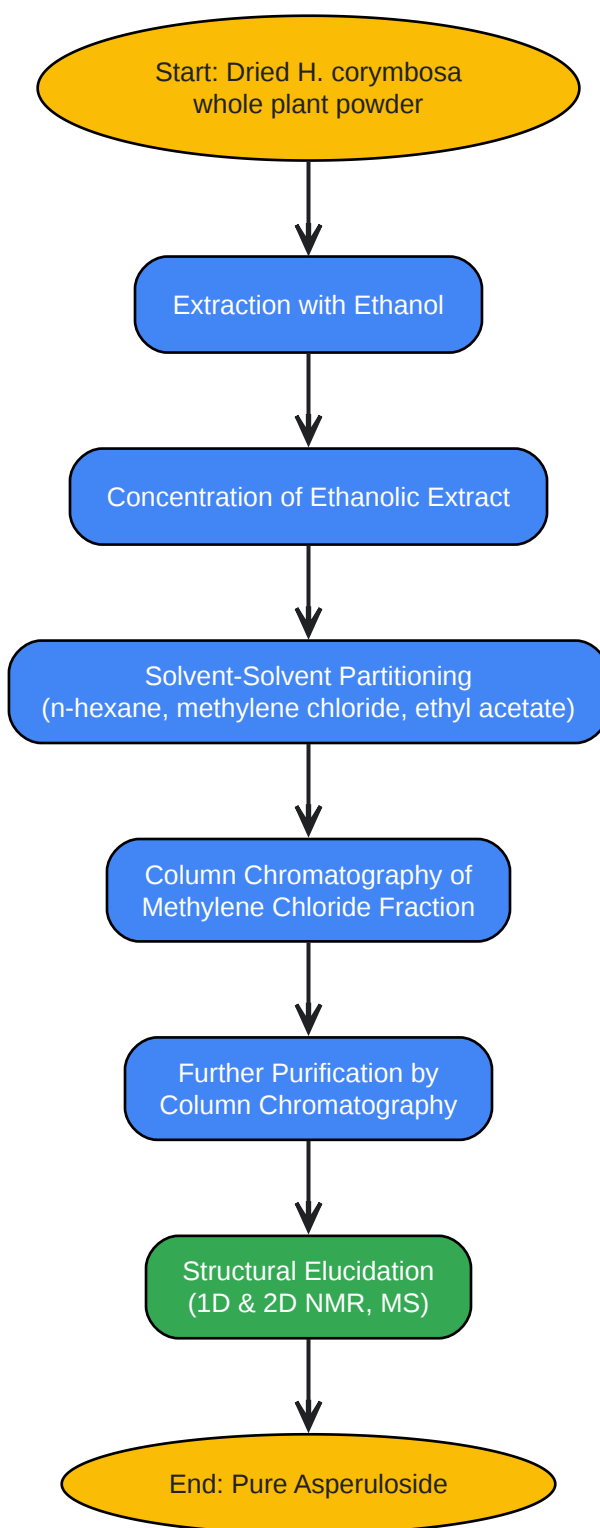 Start: Dried H. corymbosa
whole plant powder
Extraction with Ethanol
Concentration of Ethanolic Extract
Solvent-Solvent Partitioning
(n-hexane, methylene chloride, ethyl acetate)
Column Chromatography of
Methylene Chloride Fraction
Further Purification by
Column Chromatography
Structural Elucidation
(1D & 2D NMR, MS)
End: Pure Asperuloside